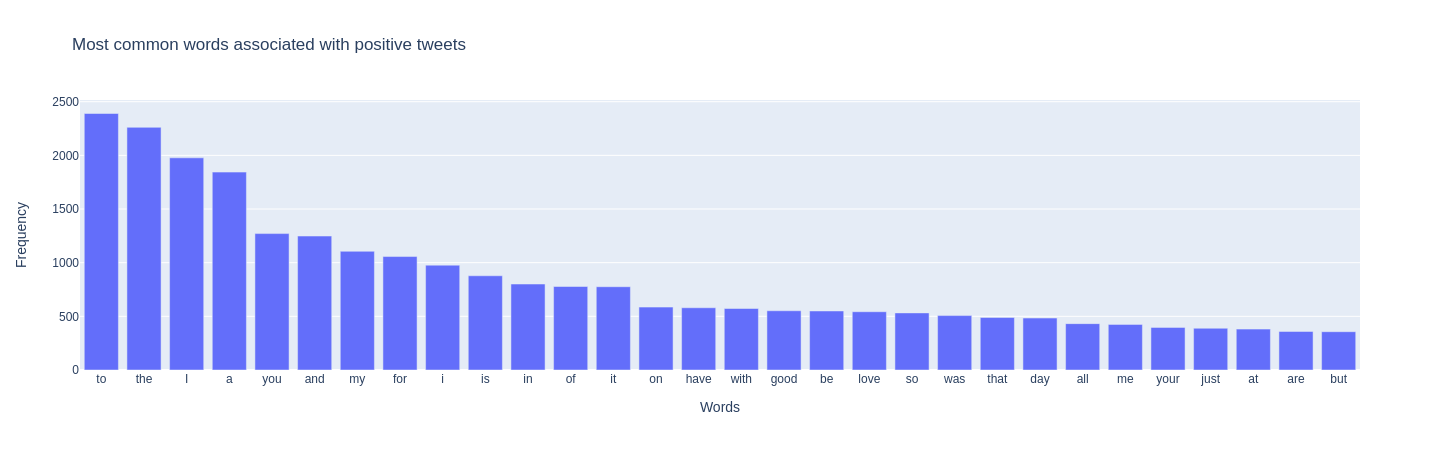 Most common words associated with positive tweets
Frequency
2500
2000
1500
1000
500
0
to the I a you and my for i is in of it on have with good be love so was that day all me your just at are but
Words